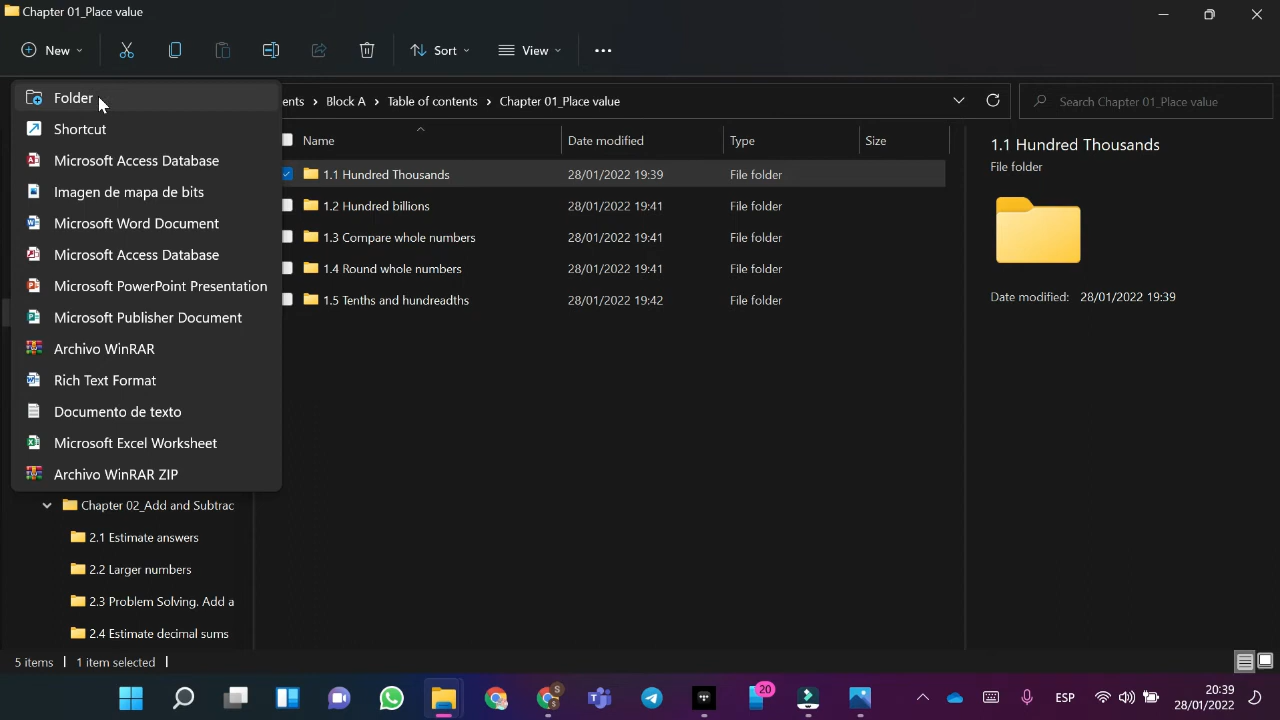 Chapter 01_Place value
New
Sort
View
ents > Block A > Table of contents > Chapter 01_Place value
Search Chapter 01_Place value
Folder
Shortcut
Microsoft Access Database
Imagen de mapa de bits
Microsoft Word Document
Microsoft Access Database
Microsoft PowerPoint Presentation
Microsoft Publisher Document
Archivo WinRAR
Rich Text Format
Documento de texto
Microsoft Excel Worksheet
Archivo WinRAR ZIP
Name Date modified Type Size
1.1 Hundred Thousands 28/01/2022 19:39 File folder
1.2 Hundred billions 28/01/2022 19:41 File folder
1.3 Compare whole numbers 28/01/2022 19:41 File folder
1.4 Round whole numbers 28/01/2022 19:41 File folder
1.5 Tenths and hundreadths 28/01/2022 19:42 File folder
1.1 Hundred Thousands
File folder
Date modified: 28/01/2022 19:39
Chapter 02_Add and Subtrac
2.1 Estimate answers
2.2 Larger numbers
2.3 Problem Solving. Add a
2.4 Estimate decimal sums
5 items 1 item selected
20
S
ESP
20:39
28/01/2022